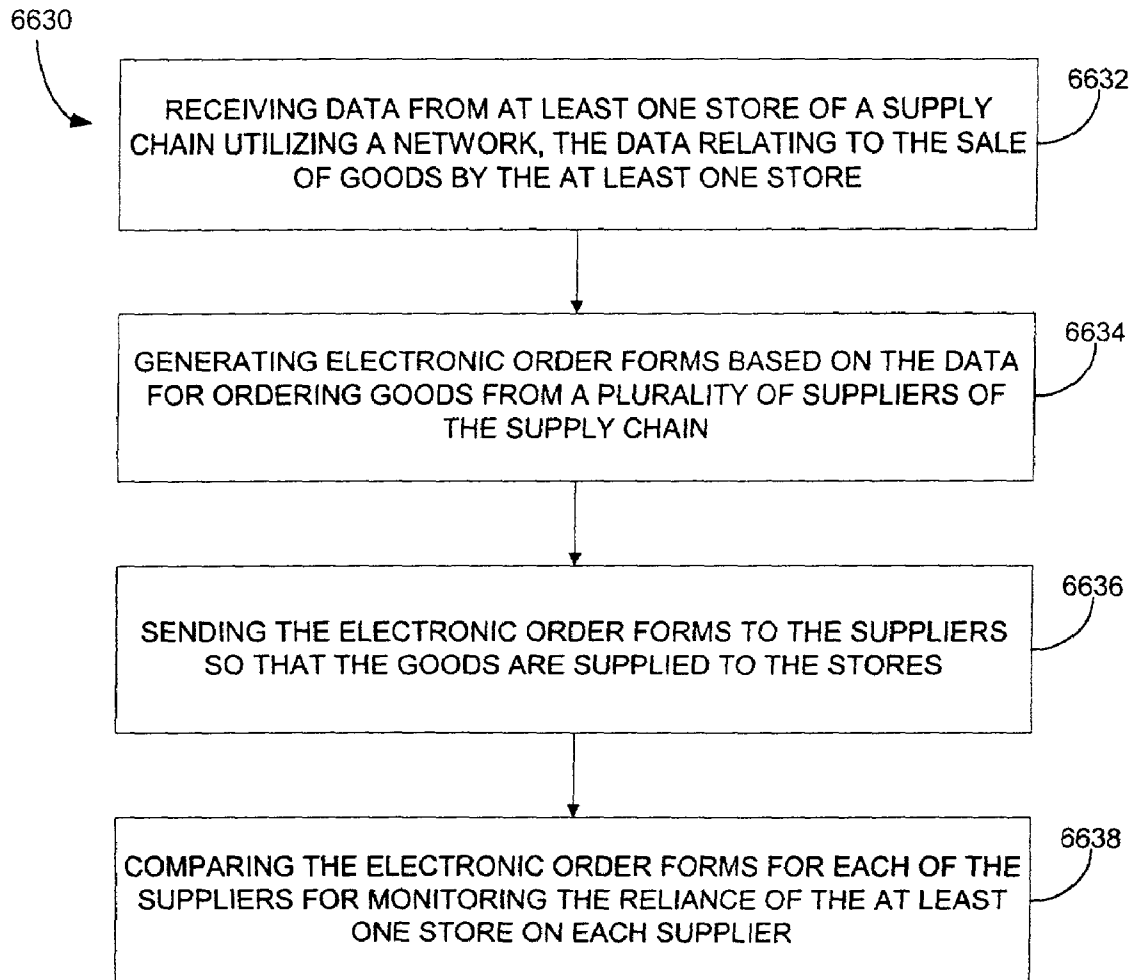 6630
6632
RECEIVING DATA FROM AT LEAST ONE STORE OF A SUPPLY
CHAIN UTILIZING A NETWORK, THE DATA RELATING TO THE SALE
OF GOODS BY THE AT LEAST ONE STORE
6634
GENERATING ELECTRONIC ORDER FORMS BASED ON THE DATA
FOR ORDERING GOODS FROM A PLURALITY OF SUPPLIERS OF
THE SUPPLY CHAIN
6636
SENDING THE ELECTRONIC ORDER FORMS TO THE SUPPLIERS
SO THAT THE GOODS ARE SUPPLIED TO THE STORES
6638
COMPARING THE ELECTRONIC ORDER FORMS FOR EACH OF THE
SUPPLIERS FOR MONITORING THE RELIANCE OF THE AT LEAST
ONE STORE ON EACH SUPPLIER